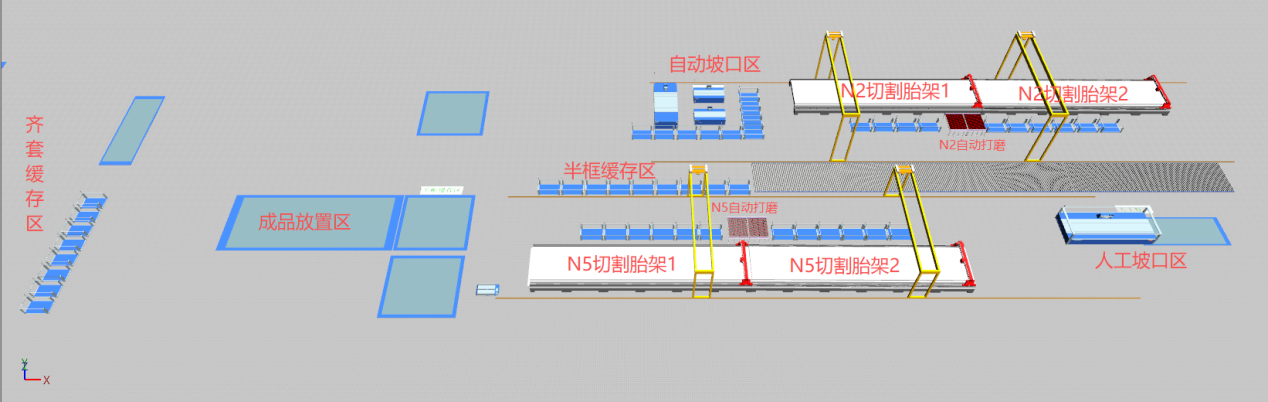 自动坡口区
N2切割胎架1
N2切割胎架2
齐套缓存区
N2自动打磨
半框缓存区
N5自动打磨
成品放置区
N5切割胎架1
N5切割胎架2
人工坡口区
Y
Z
X